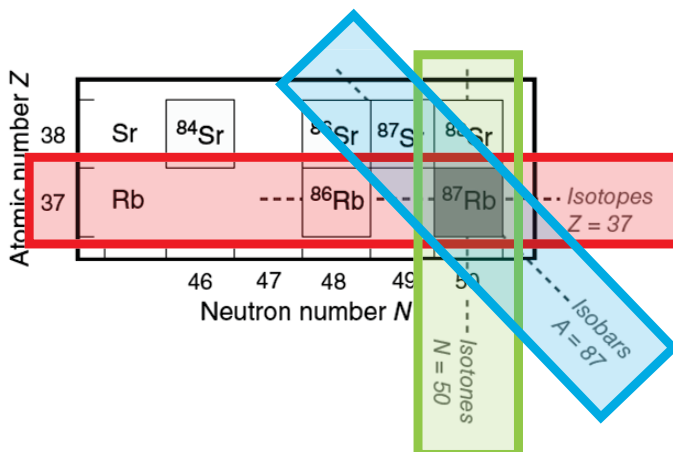 Atomic number Z
38 Sr ⁸⁴Sr ⁸⁶Sr ⁸⁷Sr ⁸⁸Sr
37 Rb ⁸⁶Rb ⁸⁷Rb Isotopes
Z = 37
46 47 48 49 50
Neutron number N
Isobars
A = 87
Isotones
N = 50